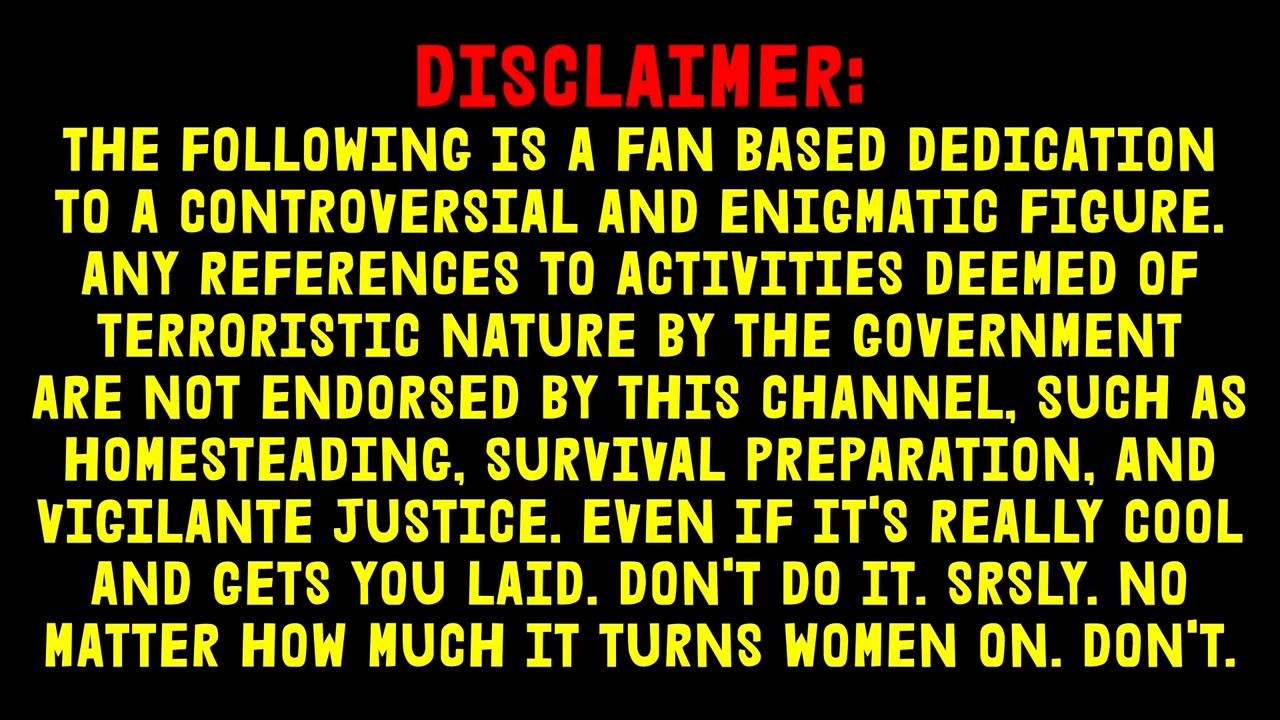 DISCLAIMER:
THE FOLLOWING IS A FAN BASED DEDICATION
TO A CONTROVERSIAL AND ENIGMATIC FIGURE.
ANY REFERENCES TO ACTIVITIES DEEMED OF
TERRORISTIC NATURE BY THE GOVERNMENT
ARE NOT ENDORSED BY THIS CHANNEL, SUCH AS
HOMESTEADING, SURVIVAL PREPARATION, AND
VIGILANTE JUSTICE. EVEN IF IT'S REALLY COOL
AND GETS YOU LAID. DON'T DO IT. SRSLY. NO
MATTER HOW MUCH IT TURNS WOMEN ON. DON'T.